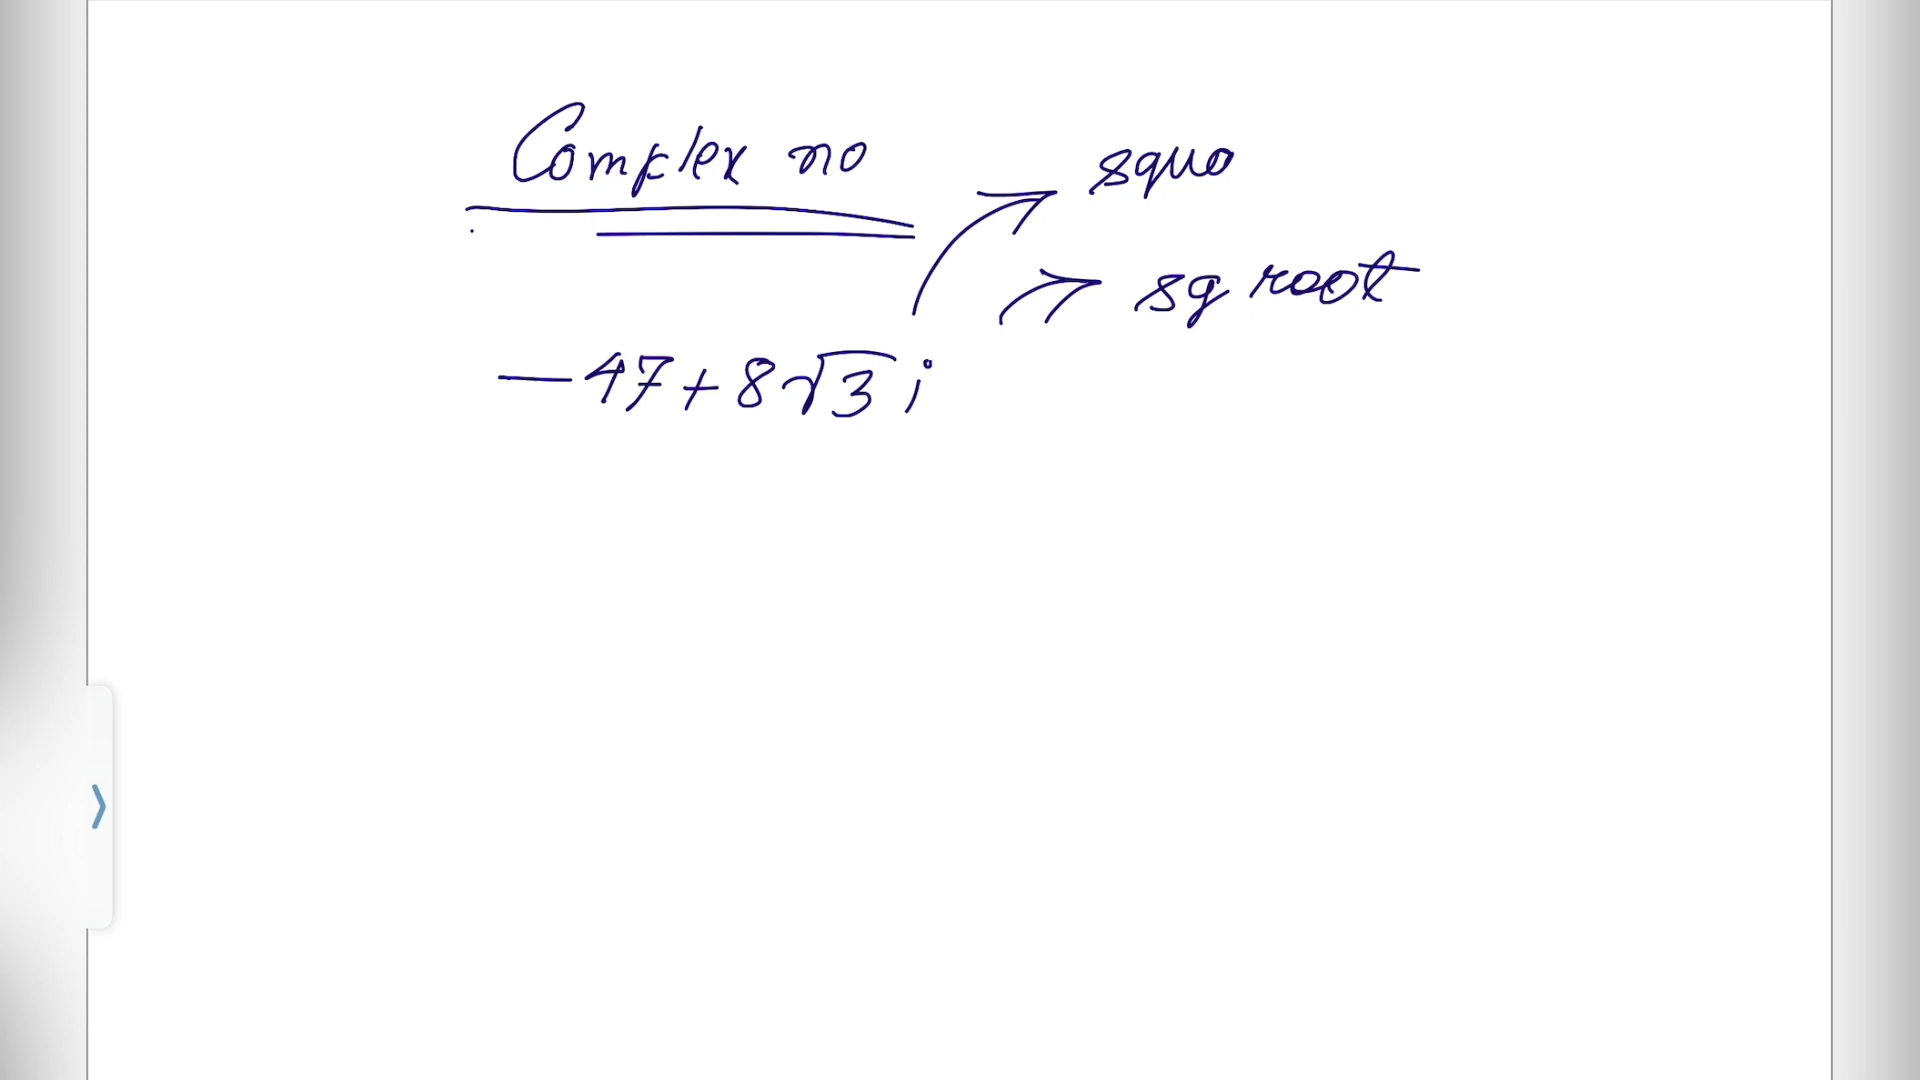 Complex no
squa
sq root
-47+8√3 i